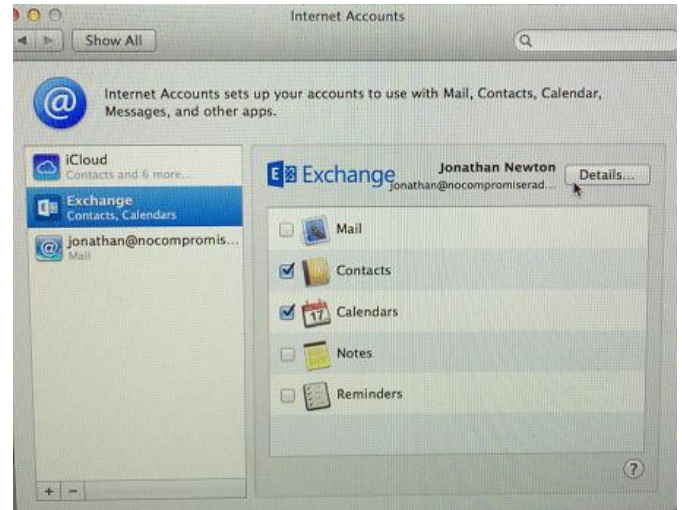 Internet Accounts
Show All
Internet Accounts sets up your accounts to use with Mail, Contacts, Calendar,
Messages, and other apps.
iCloud
Contacts and 6 more...
Exchange
Contacts, Calendars
jonathan@nocompromis...
Mail
E Exchange
Jonathan Newton
jonathan@nocompromiserad...
Details...
Mail
Contacts
17
Calendars
Notes
Reminders
?
+ -